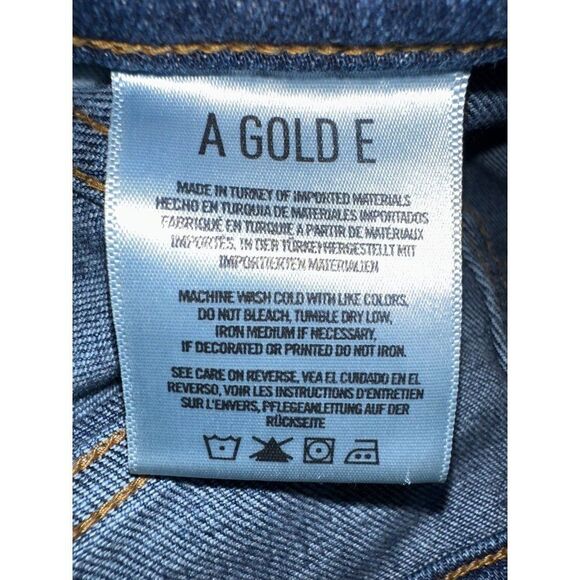 A GOLD E
MADE IN TURKEY OF IMPORTED MATERIALS
HECHO EN TURQUIA DE MATERIALES IMPORTADOS
FABRIQUÉ EN TURQUIE A PARTIR DE MATÉRIAUX
IMPORTÉS. IN DER TÜRKEI HERGESTELLT MIT
IMPORTIERTEN MATERIALIEN
MACHINE WASH COLD WITH LIKE COLORS,
DO NOT BLEACH, TUMBLE DRY LOW,
IRON MEDIUM IF NECESSARY,
IF DECORATED OR PRINTED DO NOT IRON.
SEE CARE ON REVERSE, VEA EL CUIDADO EN EL
REVERSO, VOIR LES INSTRUCTIONS D'ENTRETIEN
SUR L'ENVERS, PFLEGEANLEITUNG AUF DER
RÜCKSEITE